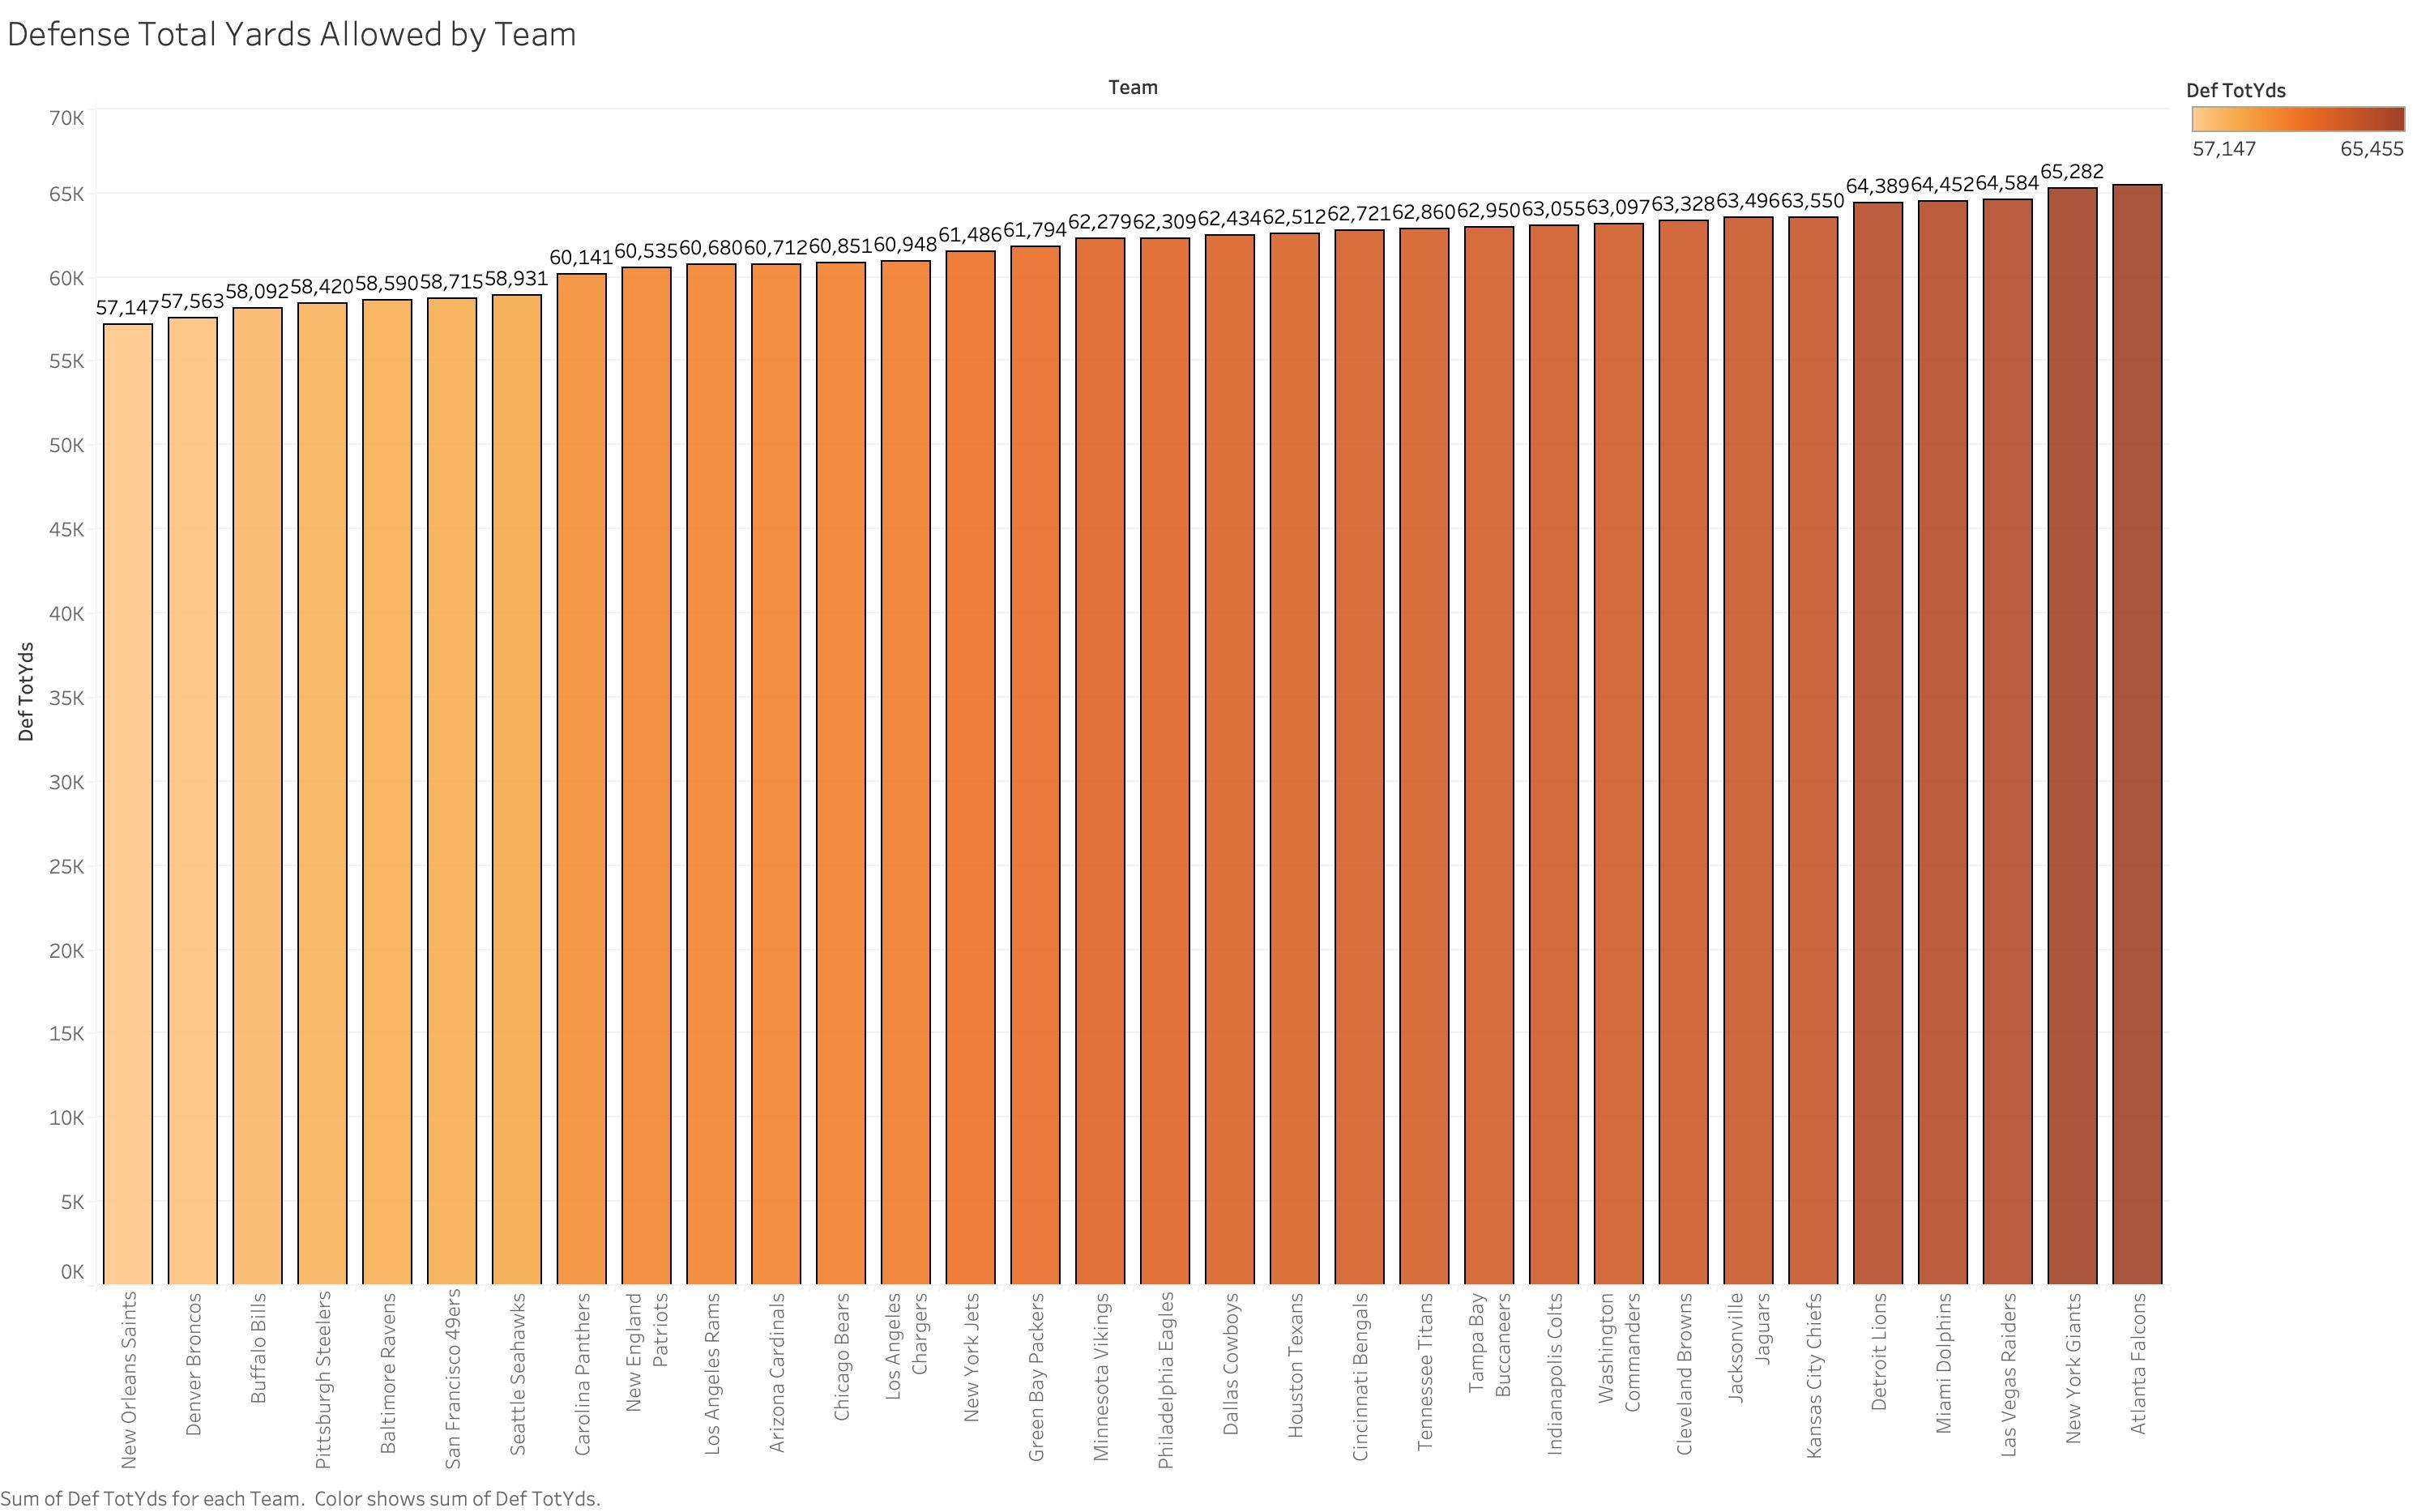 Defense Total Yards Allowed by Team
Team
Def TotYds
57,147 65,455
70K
65K
60K
55K
50K
45K
40K
35K
30K
25K
20K
15K
10K
5K
0K
Def TotYds
57,147
57,563
58,092
58,420
58,590
58,715
58,931
60,141
60,535
60,680
60,712
60,851
60,948
61,486
61,794
62,279
62,309
62,434
62,512
62,721
62,860
62,950
63,055
63,097
63,328
63,496
63,550
64,389
64,452
64,584
65,282
New Orleans Saints
Denver Broncos
Buffalo Bills
Pittsburgh Steelers
Baltimore Ravens
San Francisco 49ers
Seattle Seahawks
Carolina Panthers
New England
Patriots
Los Angeles Rams
Arizona Cardinals
Chicago Bears
Los Angeles
Chargers
New York Jets
Green Bay Packers
Minnesota Vikings
Philadelphia Eagles
Dallas Cowboys
Houston Texans
Cincinnati Bengals
Tennessee Titans
Tampa Bay
Buccaneers
Indianapolis Colts
Washington
Commanders
Cleveland Browns
Jacksonville
Jaguars
Kansas City Chiefs
Detroit Lions
Miami Dolphins
Las Vegas Raiders
New York Giants
Atlanta Falcons
Sum of Def TotYds for each Team. Color shows sum of Def TotYds.